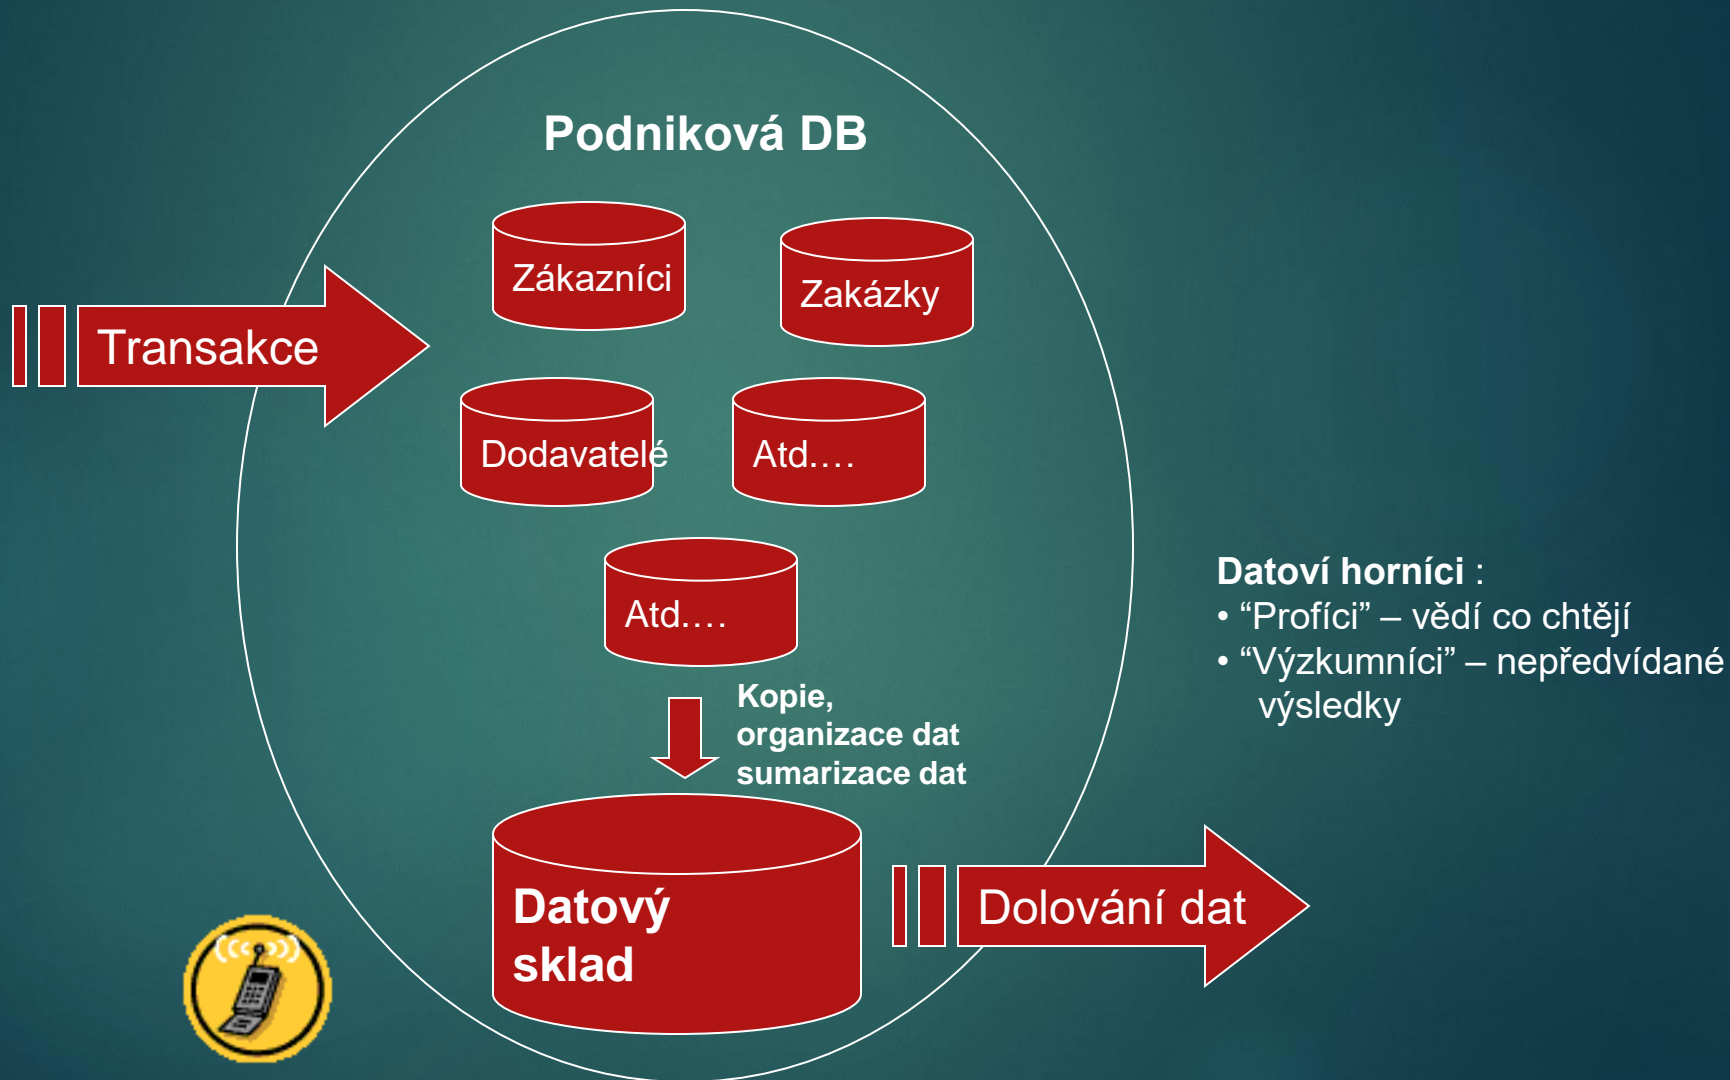 Podniková DB
Zákazníci
Zakázky
Transakce
Dodavatelé
Atd.…
Atd.…
Kopie,
organizace dat
sumarizace dat
Datový
sklad
Dolování dat
Datoví horníci :
• “Profíci” – vědí co chtějí
• “Výzkumníci” – nepředvídané
výsledky